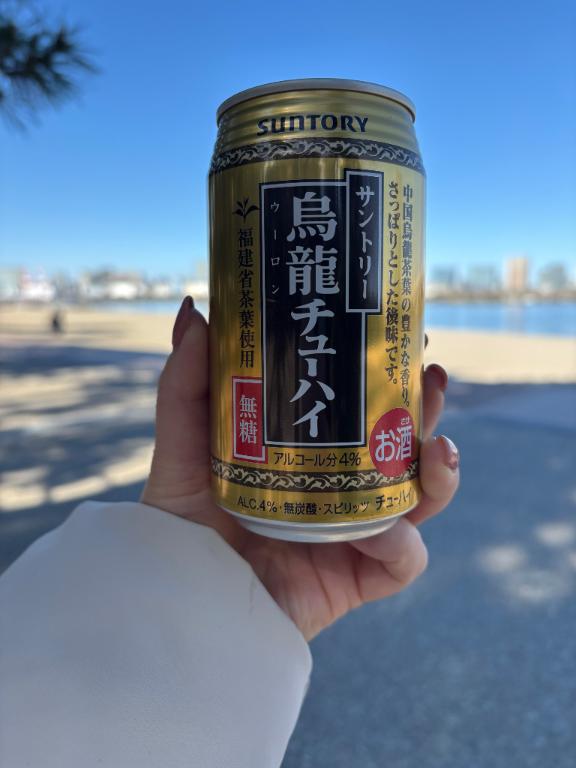 SUNTORY
中国烏龍茶葉の豊かな香り。
さっぱりとした後味です。
サントリー
烏龍チューハイ
ウーロン
福建省茶葉使用
無糖
さけ
お酒
アルコール分4%
ALC.4%・無炭酸・スピリッツ チューハイ